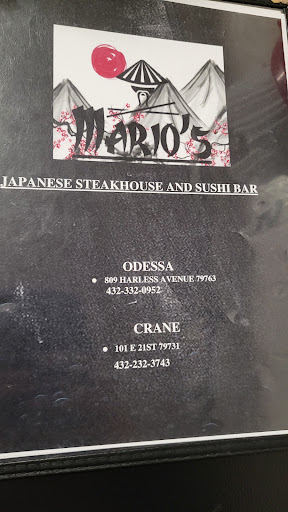 MARIO'S
JAPANESE STEAKHOUSE AND SUSHI BAR
ODESSA
• 809 HARLESS AVENUE 79763
432-332-0952
CRANE
• 101 E 21ST 79731
432-232-3743